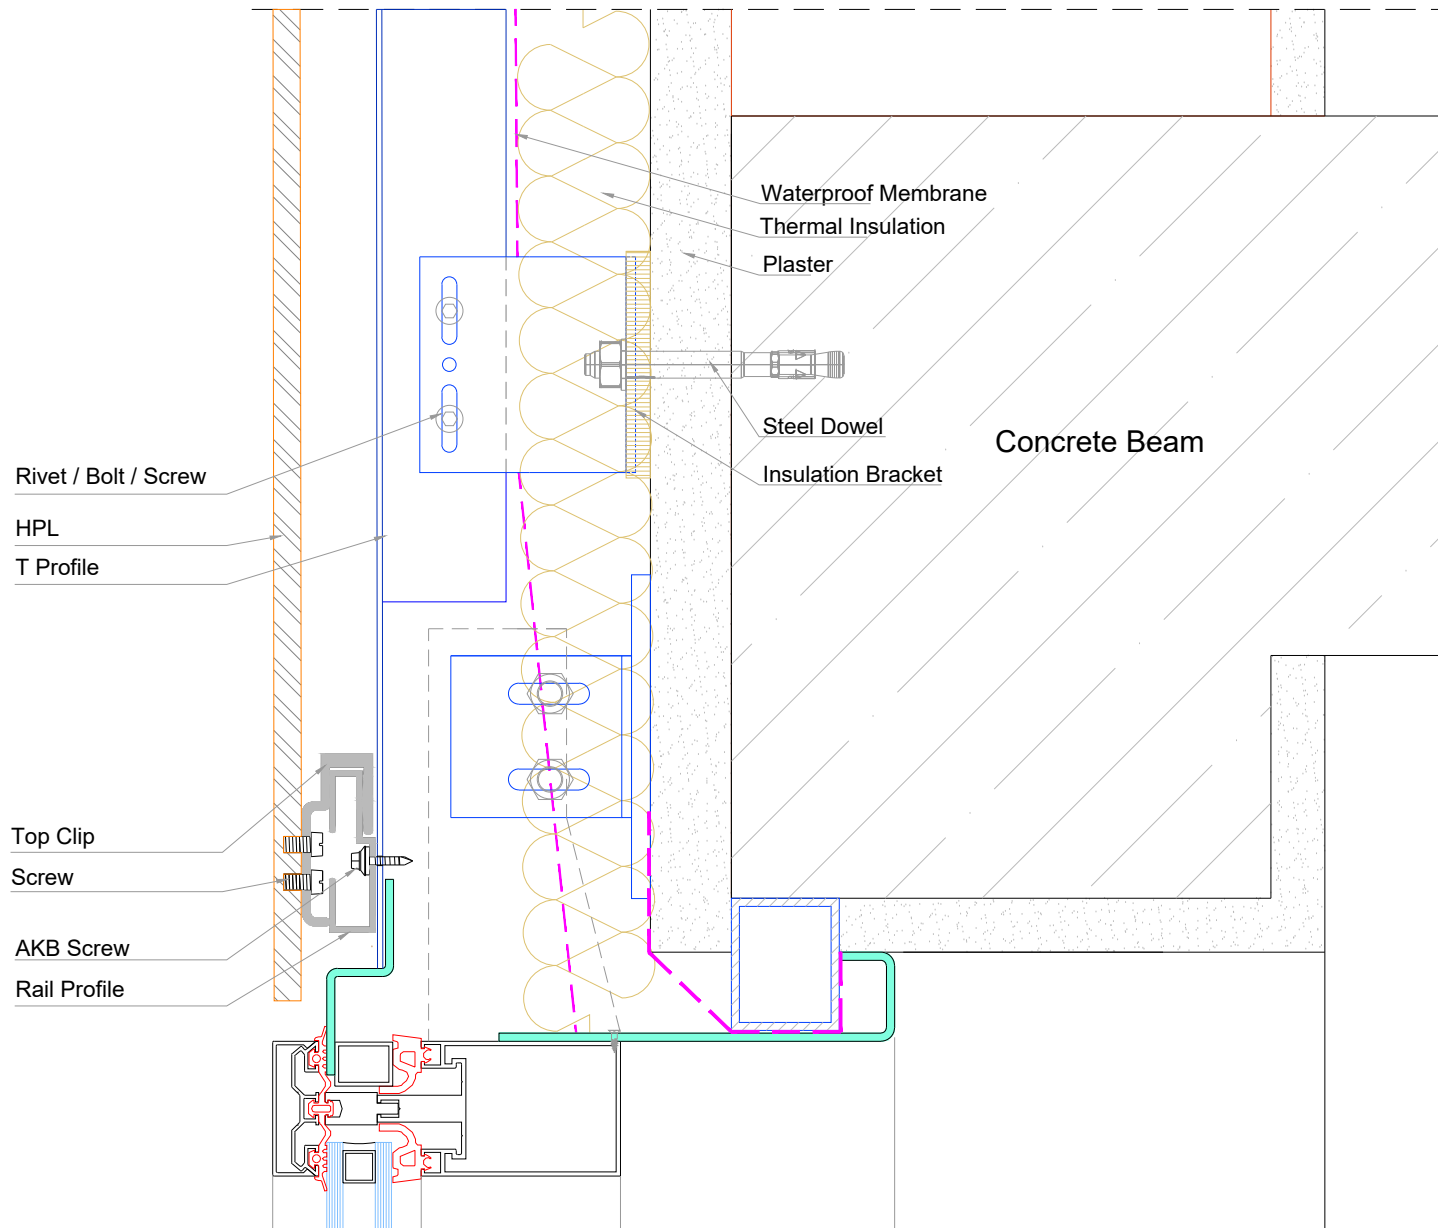 Waterproof Membrane
Thermal Insulation
Plaster
Steel Dowel
Concrete Beam
Insulation Bracket
Rivet / Bolt / Screw
HPL
T Profile
Top Clip
Screw
AKB Screw
Rail Profile